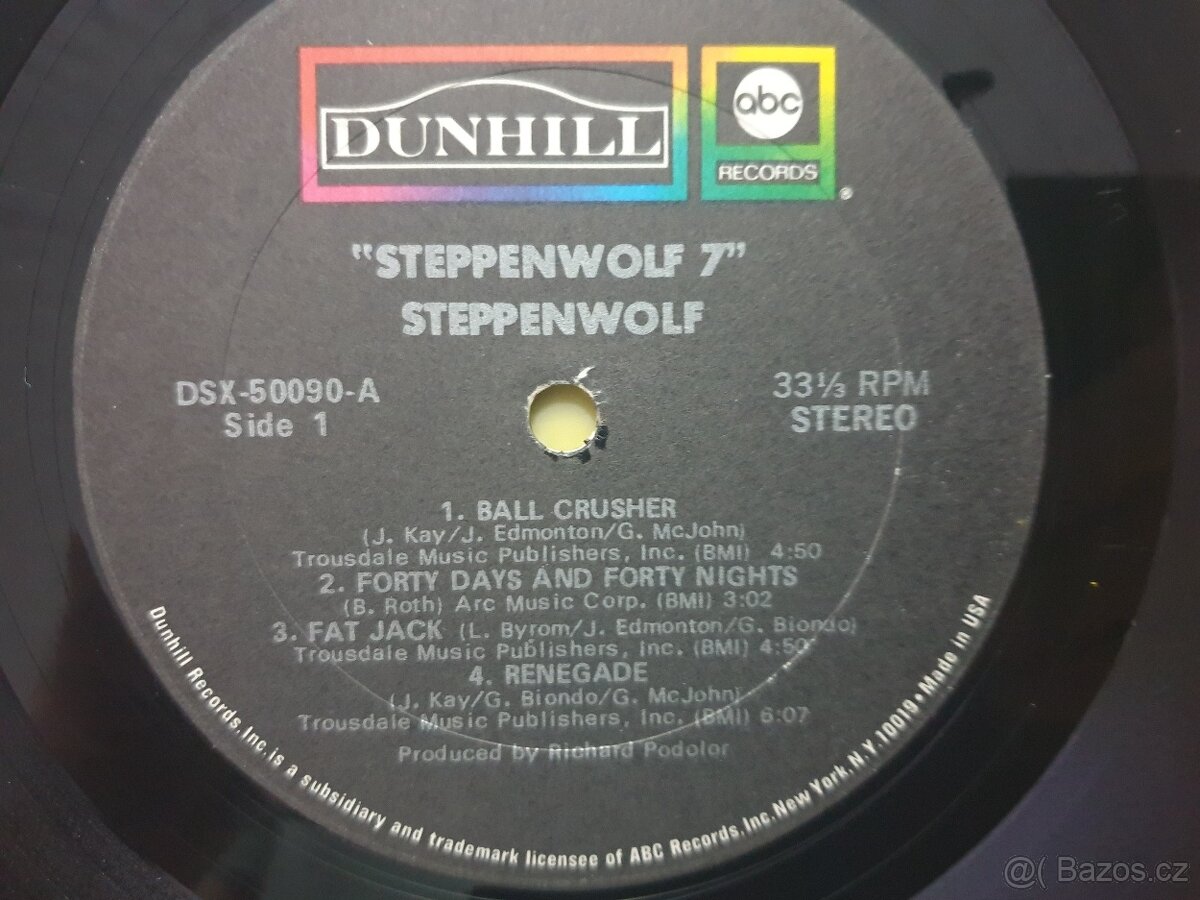 DUNHILL
abc
RECORDS
®
"STEPPENWOLF 7"
STEPPENWOLF
DSX-50090-A
Side 1
33⅓ RPM
STEREO
1. BALL CRUSHER
(J. Kay/J. Edmonton/G. McJohn)
Trousdale Music Publishers, Inc. (BMI) 4:50
2. FORTY DAYS AND FORTY NIGHTS
(B. Roth) Arc Music Corp. (BMI) 3:02
3. FAT JACK (L. Byrom/J. Edmonton/G. Biondo)
Trousdale Music Publishers, Inc. (BMI) 4:50
4. RENEGADE
(J. Kay/G. Biondo/G. McJohn)
Trousdale Music Publishers, Inc. (BMI) 6:07
Produced by Richard Podolor
Dunhill Records, Inc. is a subsidiary and trademark licensee of ABC Records, Inc. New York, N.Y. 10019 • Made in USA
@( Bazos.cz